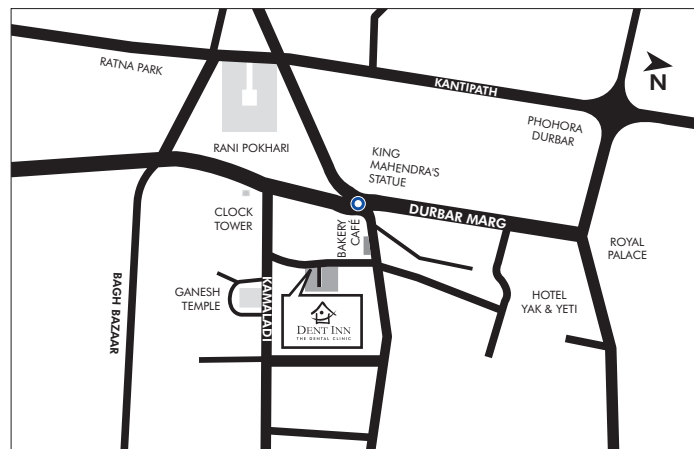 RATNA PARK
KANTIPATH
N
PHOHORA
DURBAR
RANI POKHARI
KING
MAHENDRA'S
STATUE
CLOCK
TOWER
BAKERY
CAFÉ
DURBAR MARG
ROYAL
PALACE
BAGH BAZAAR
GANESH
TEMPLE
KAMALADI
HOTEL
YAK & YETI
DENT INN
THE DENTAL CLINIC